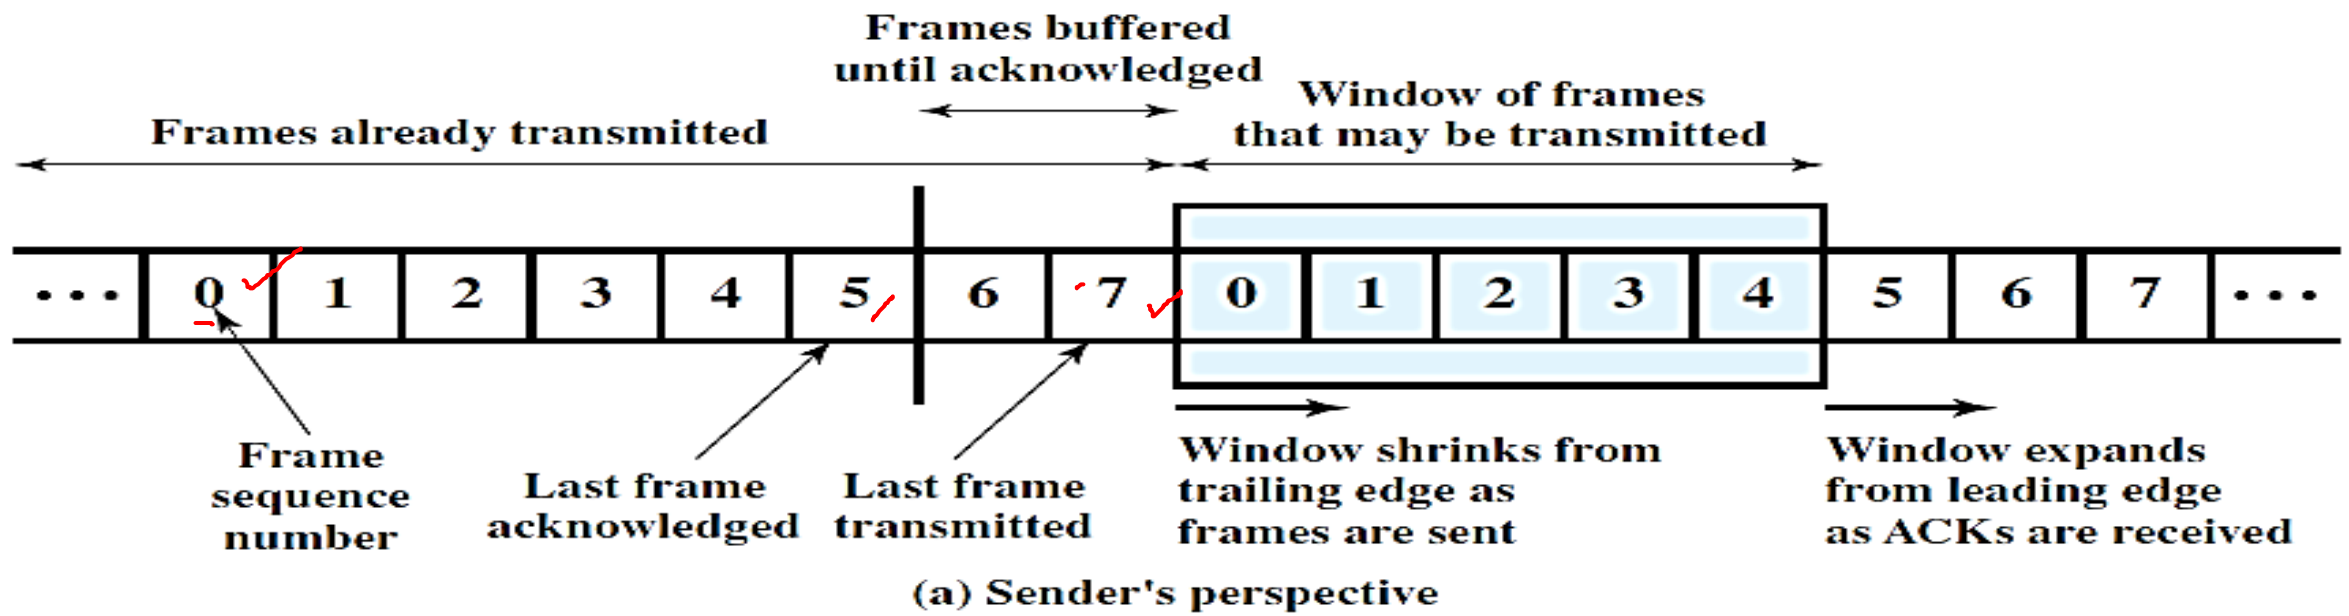 Frames buffered
until acknowledged
Window of frames
that may be transmitted
Frames already transmitted
••• 0 1 2 3 4 5 6 7 0 1 2 3 4 5 6 7 •••
Frame
sequence
number
Last frame
acknowledged
Last frame
transmitted
Window shrinks from
trailing edge as
frames are sent
Window expands
from leading edge
as ACKs are received
(a) Sender's perspective